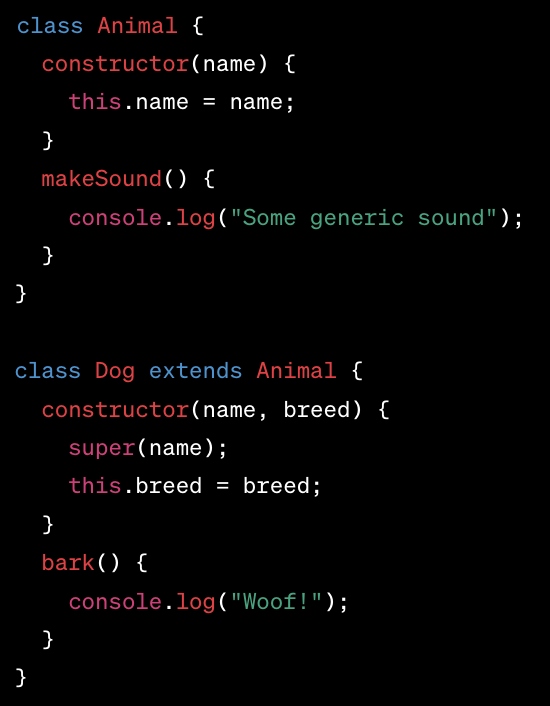 class Animal {
  constructor(name) {
    this.name = name;
  }
  makeSound() {
    console.log("Some generic sound");
  }
}

class Dog extends Animal {
  constructor(name, breed) {
    super(name);
    this.breed = breed;
  }
  bark() {
    console.log("Woof!");
  }
}